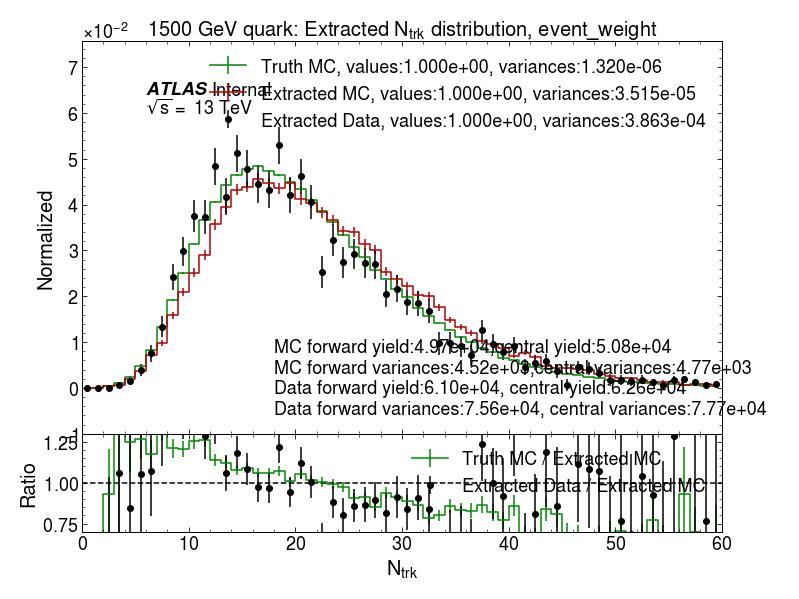 ×10⁻² 1500 GeV quark: Extracted Nₜᵣₖ distribution, event_weight
Truth MC, values:1.000e+00, variances:1.320e-06
ATLAS Internal
Extracted MC, values:1.000e+00, variances:3.515e-05
√s = 13 TeV
Extracted Data, values:1.000e+00, variances:3.863e-04
7
6
5
4
3
2
1
0
1
Normalized
MC forward yield:4.97e+04, central yield:5.08e+04
MC forward variances:4.52e+03, central variances:4.77e+03
Data forward yield:6.10e+04, central yield:6.26e+04
Data forward variances:7.56e+04, central variances:7.77e+04
1.25
1.00
0.75
Ratio
Truth MC / Extracted MC
Extracted Data / Extracted MC
0 10 20 30 40 50 60
Nₜᵣₖ